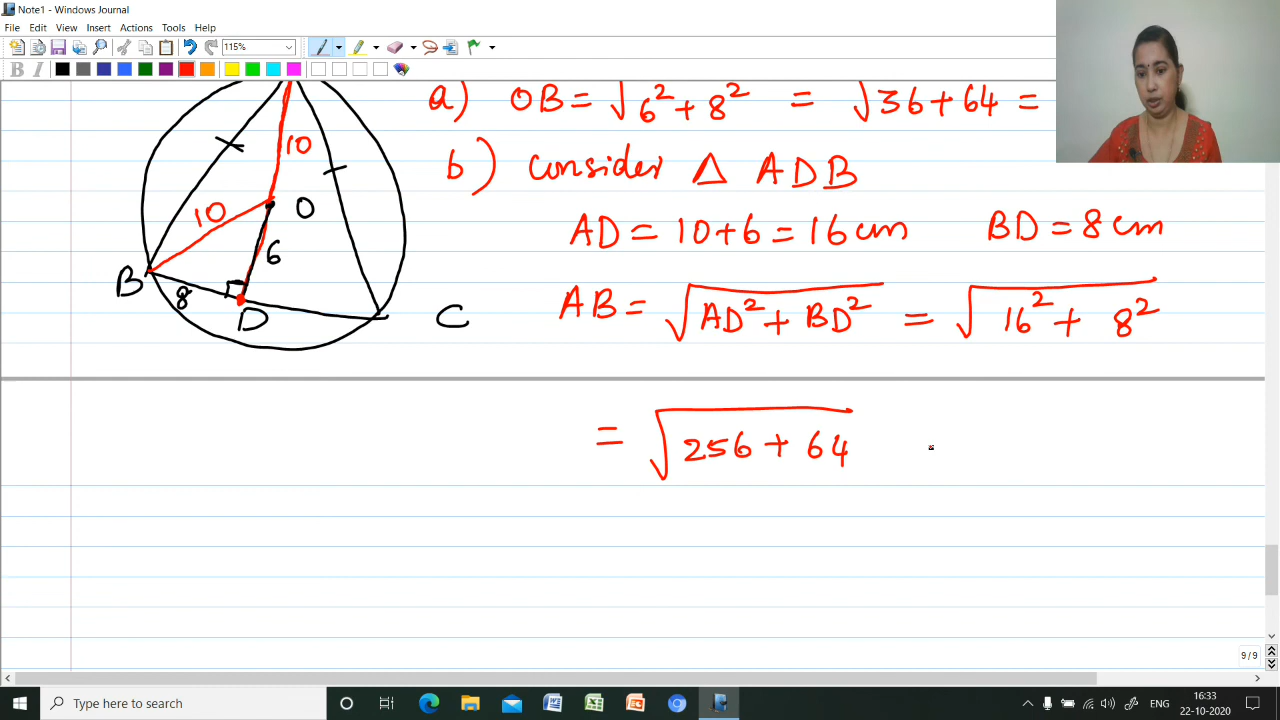 Note1 - Windows Journal
File Edit View Insert Actions Tools Help
115%
B I
a) OB = √6² + 8² = √36 + 64 =
b) consider △ ADB
AD = 10 + 6 = 16 cm BD = 8 cm
AB = √AD² + BD² = √16² + 8²
= √256 + 64
10
10
O
6
B
8
D
C
9 / 9
Type here to search
ENG
16:33
22-10-2020